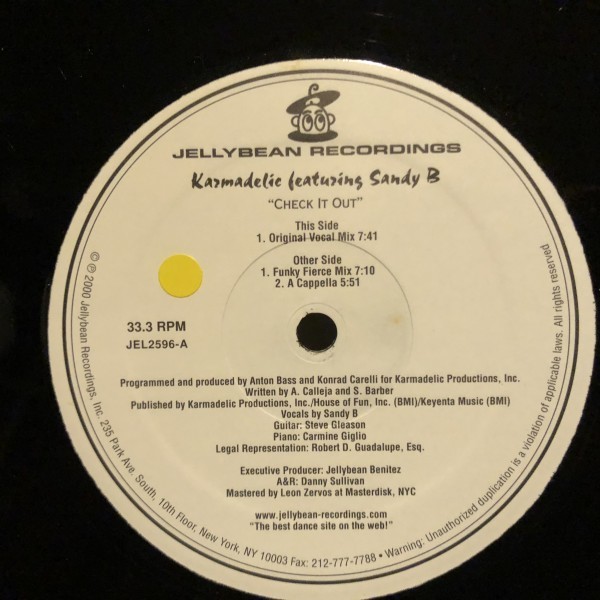 JELLYBEAN RECORDINGS
Karmadelic featuring Sandy B
"CHECK IT OUT"
This Side
1. Original Vocal Mix 7:41
Other Side
1. Funky Fierce Mix 7:10
2. A Cappella 5:51
33.3 RPM
JEL2596-A
Programmed and produced by Anton Bass and Konrad Carelli for Karmadelic Productions, Inc.
Written by A. Calleja and S. Barber
Published by Karmadelic Productions, Inc./House of Fun, Inc. (BMI)/Keyenta Music (BMI)
Vocals by Sandy B
Guitar: Steve Gleason
Piano: Carmine Giglio
Legal Representation: Robert D. Guadalupe, Esq.
Executive Producer: Jellybean Benitez
A&R: Danny Sullivan
Mastered by Leon Zervos at Masterdisk, NYC
www.jellybean-recordings.com
"The best dance site on the web!"
© ℗ 2000 Jellybean Recordings, Inc. 235 Park Ave. South, 10th Floor, New York, NY 10003 Fax: 212-777-7788 • Warning: Unauthorized duplication is a violation of applicable laws. All rights reserved